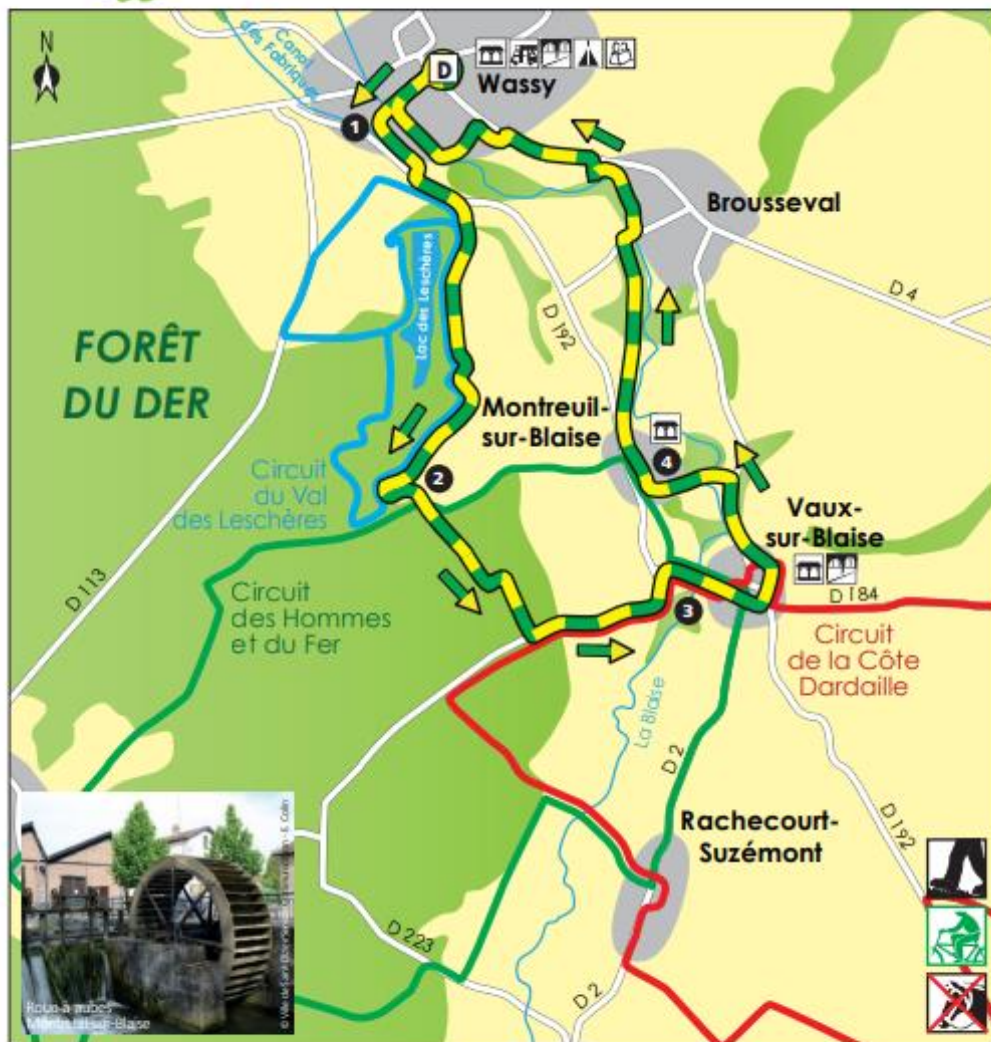 N
Canal
des Fabriques
D
Wassy
1
Brousseval
D 4
Lac des Leschères
D 192
FORÊT
DU DER
Montreuil-
sur-Blaise
2
4
Circuit
du Val
des Leschères
Vaux-
sur-Blaise
D 113
Circuit
des Hommes
et du Fer
3
D 184
Circuit
de la Côte
Dardaille
La Blaise
D 2
Rachecourt-
Suzémont
D 192
D 223
D 2
Roue à aubes
Montreuil-sur-Blaise